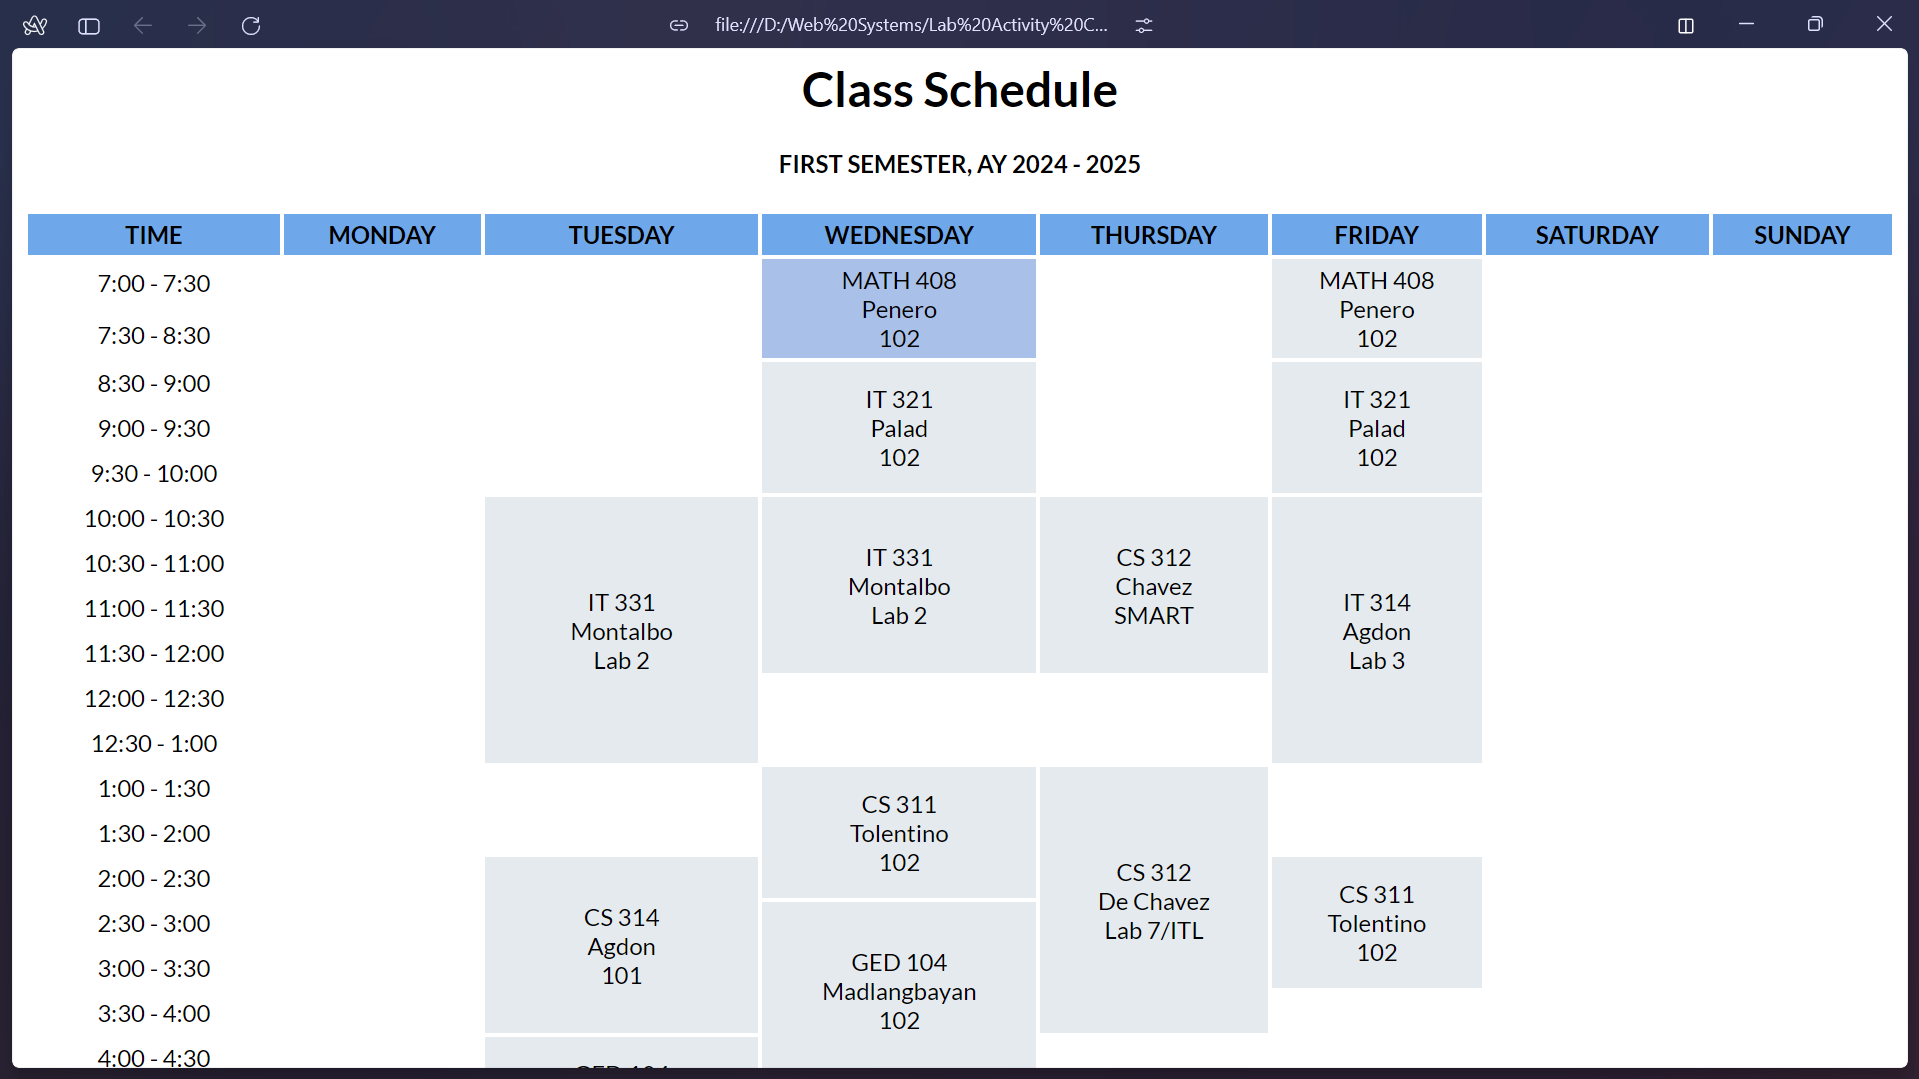 file:///D:/Web%20Systems/Lab%20Activity%20C...
Class Schedule
FIRST SEMESTER, AY 2024 - 2025
TIME MONDAY TUESDAY WEDNESDAY THURSDAY FRIDAY SATURDAY SUNDAY
7:00 - 7:30
7:30 - 8:30
8:30 - 9:00
9:00 - 9:30
9:30 - 10:00
10:00 - 10:30
10:30 - 11:00
11:00 - 11:30
11:30 - 12:00
12:00 - 12:30
12:30 - 1:00
1:00 - 1:30
1:30 - 2:00
2:00 - 2:30
2:30 - 3:00
3:00 - 3:30
3:30 - 4:00
4:00 - 4:30
IT 331
Montalbo
Lab 2
CS 314
Agdon
101
MATH 408
Penero
102
IT 321
Palad
102
IT 331
Montalbo
Lab 2
CS 311
Tolentino
102
GED 104
Madlangbayan
102
CS 312
Chavez
SMART
CS 312
De Chavez
Lab 7/ITL
MATH 408
Penero
102
IT 321
Palad
102
IT 314
Agdon
Lab 3
CS 311
Tolentino
102